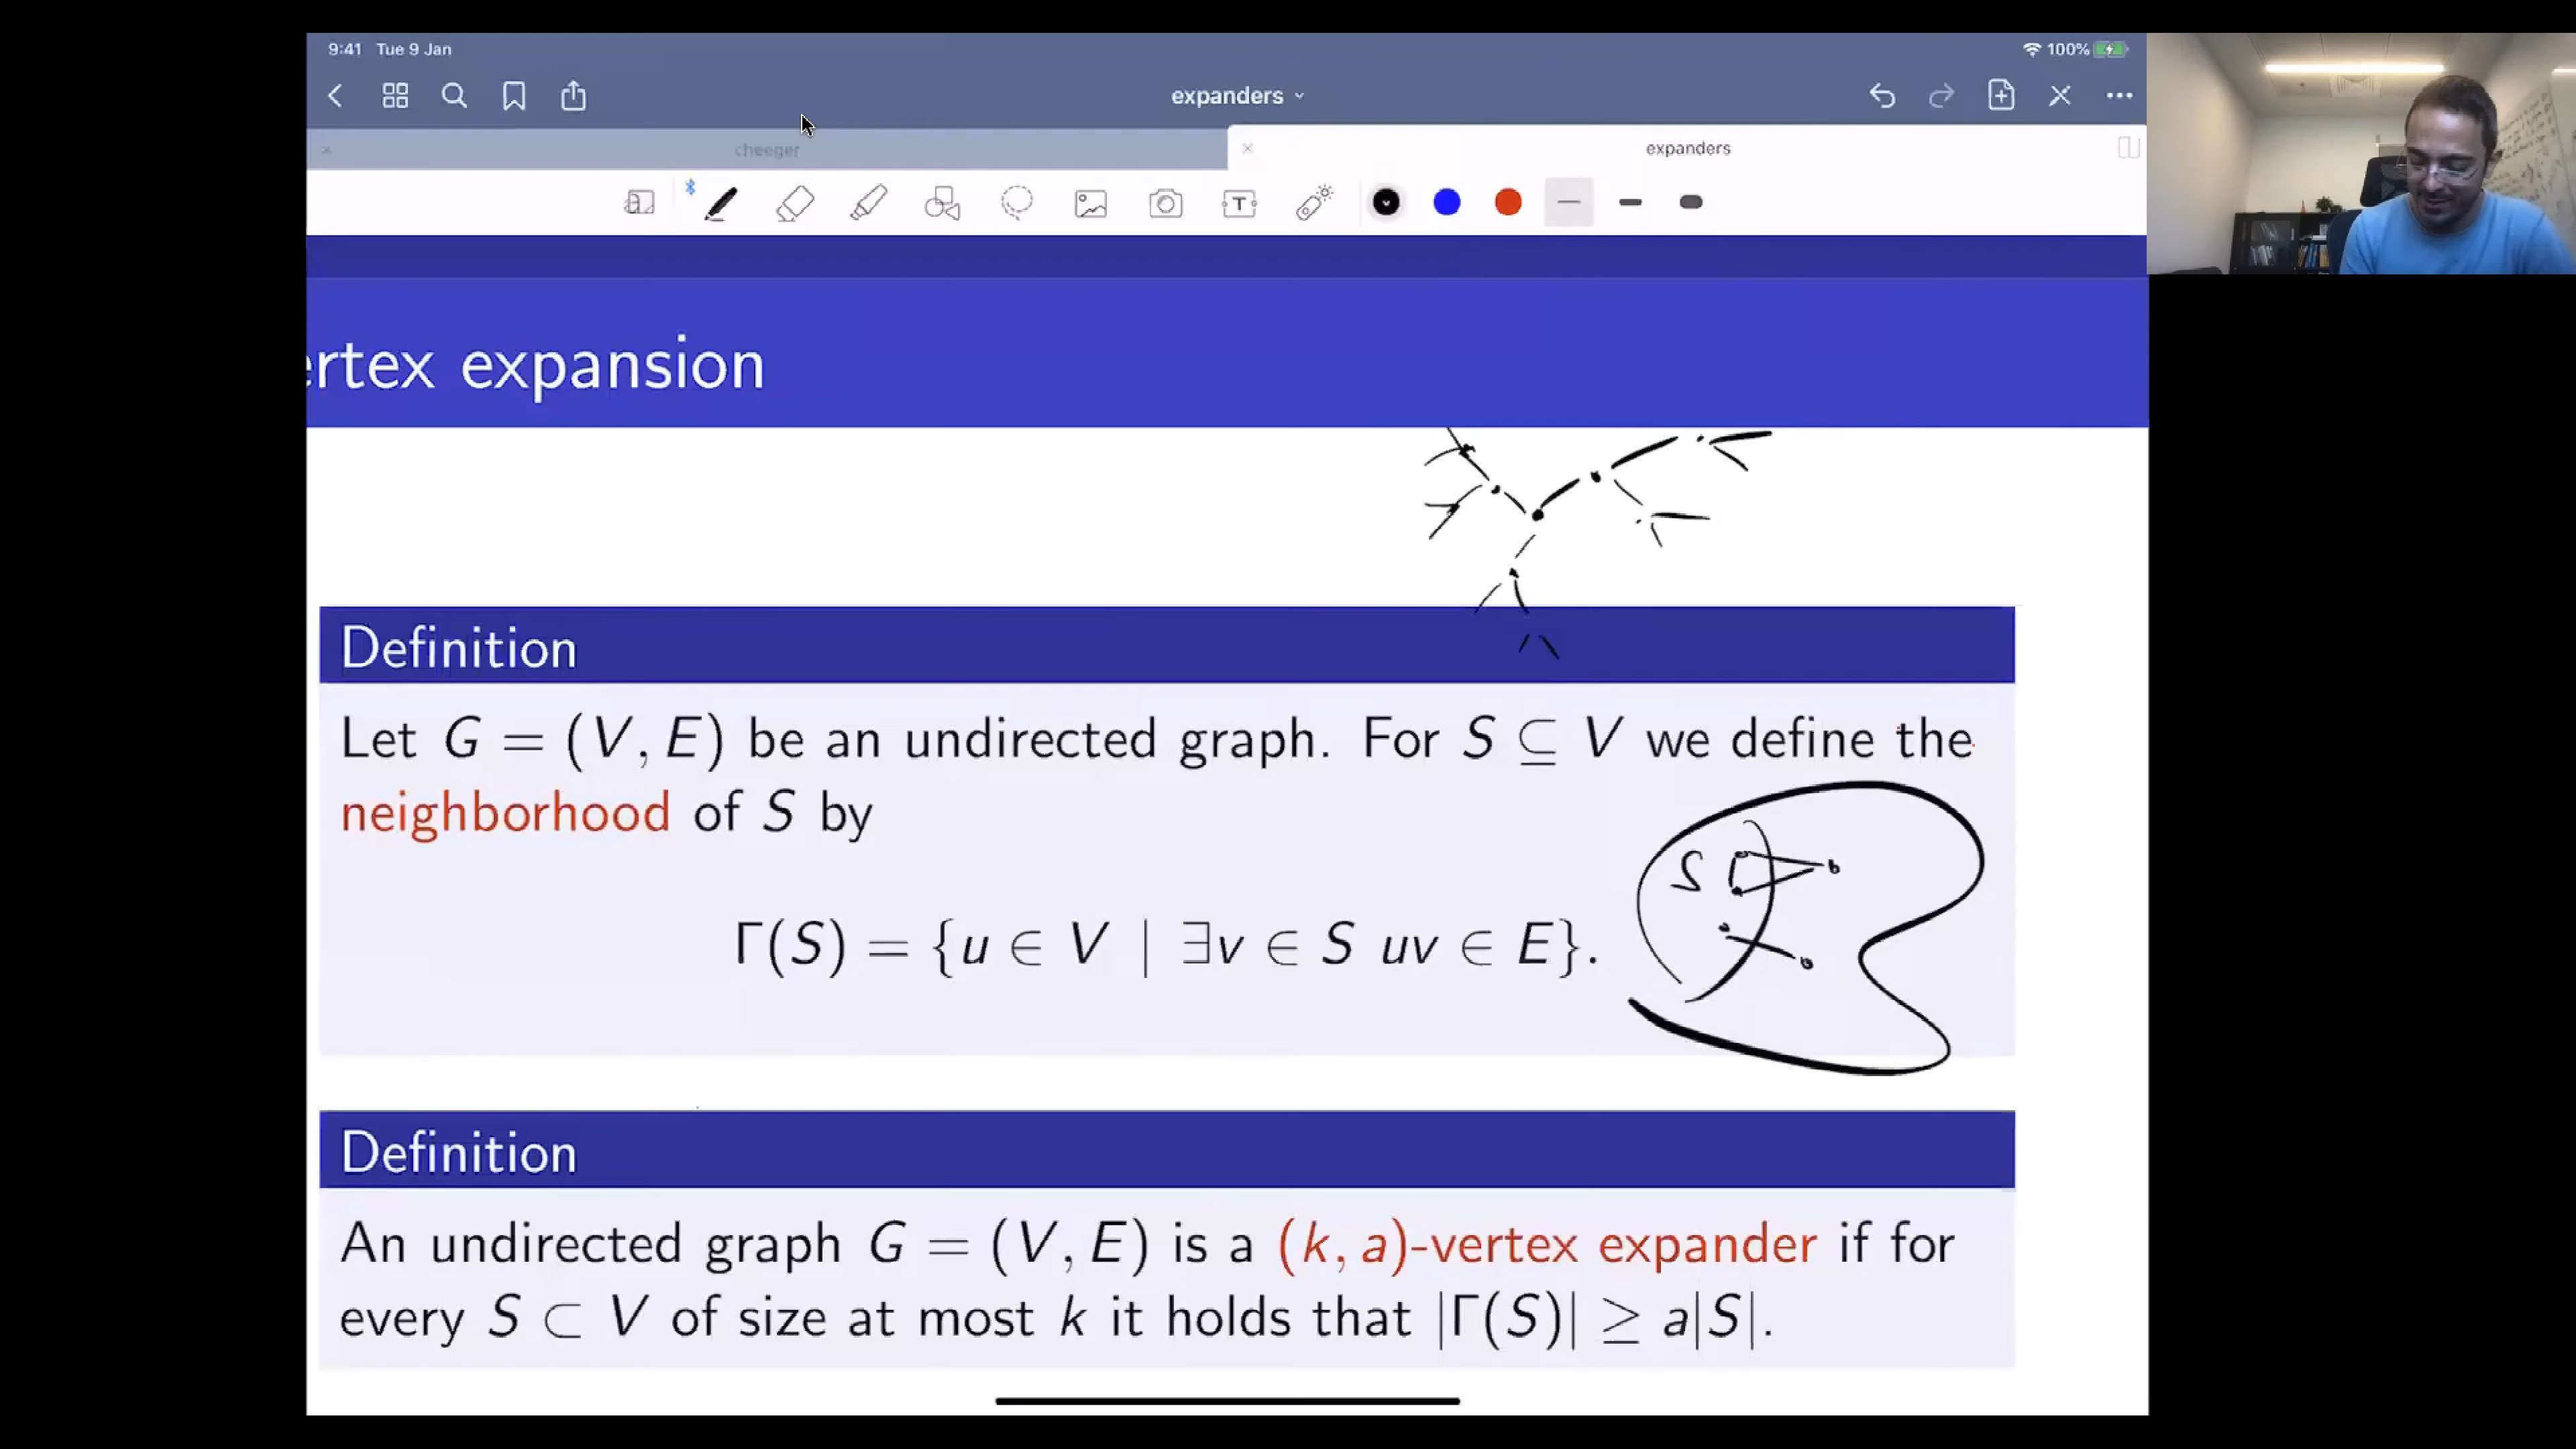 9:41 Tue 9 Jan
100%
expanders
cheeger
expanders
T
ertex expansion
Definition
Let G = (V, E) be an undirected graph. For S ⊆ V we define the
neighborhood of S by
S
Γ(S) = {u ∈ V | ∃v ∈ S uv ∈ E}.
Definition
An undirected graph G = (V, E) is a (k, a)-vertex expander if for
every S ⊂ V of size at most k it holds that |Γ(S)| ≥ a|S|.